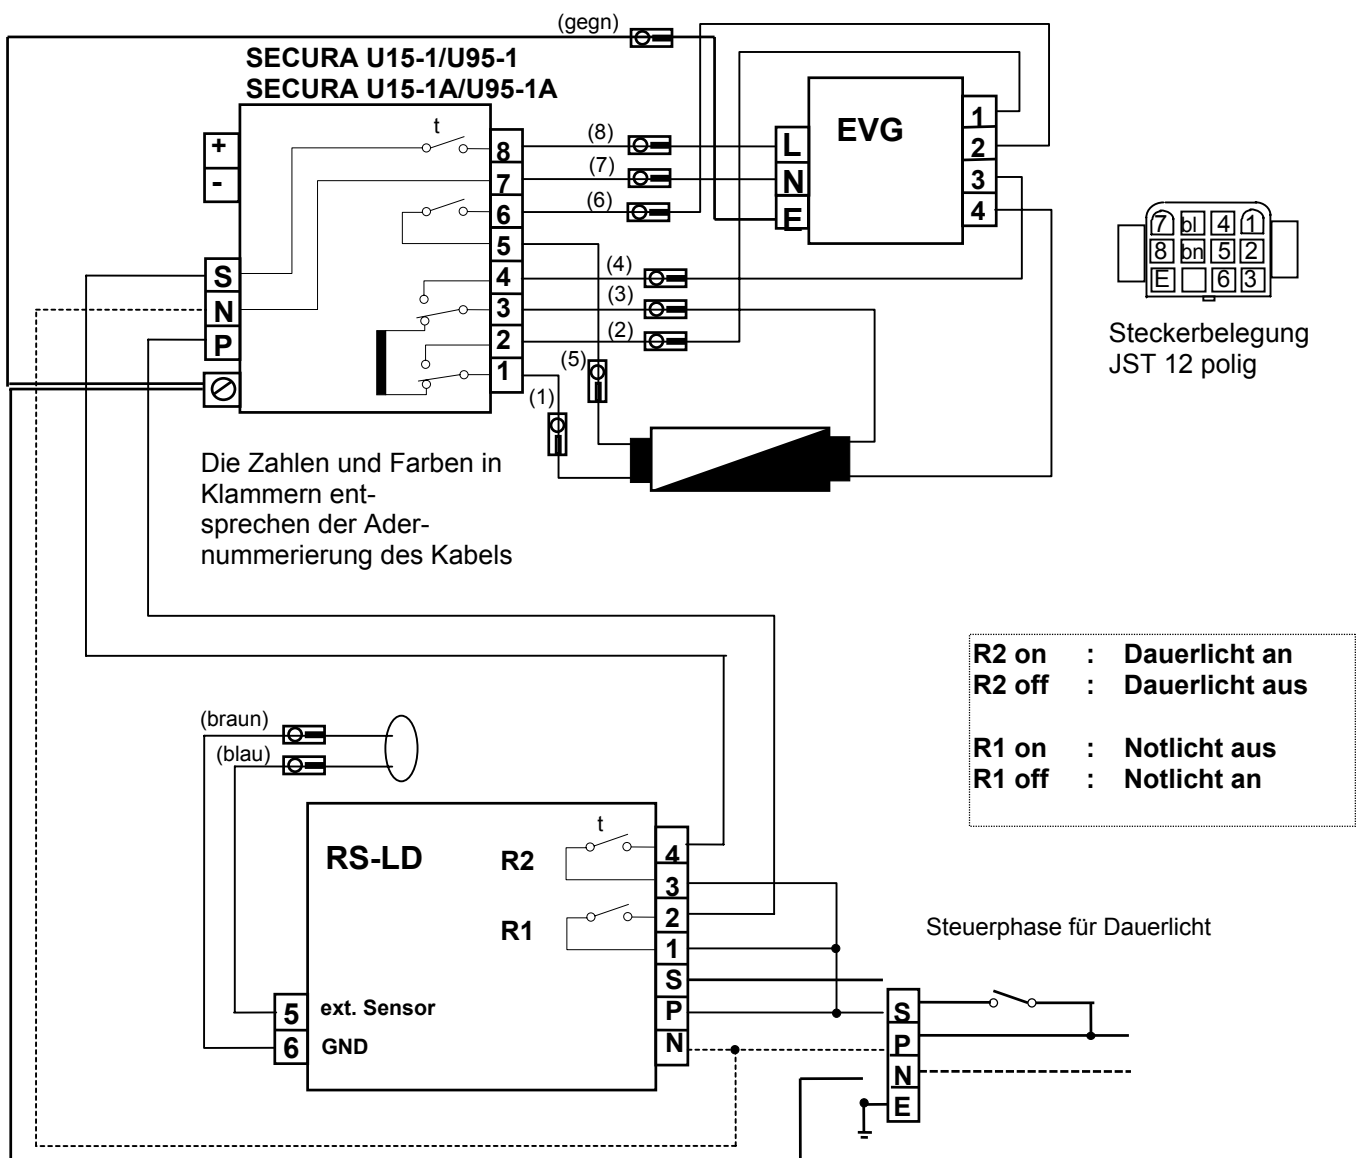 (gegn)
SECURA U15-1/U95-1
SECURA U15-1A/U95-1A
+
-
S
N
P
t
8
7
6
5
4
3
2
1
(8)
(7)
(6)
(4)
(3)
(2)
(5)
(1)
EVG
L
N
E
1
2
3
4
7 bl 4 1
8 bn 5 2
E 6 3
Steckerbelegung
JST 12 polig
Die Zahlen und Farben in
Klammern ent-
sprechen der Ader-
nummerierung des Kabels
R2 on : Dauerlicht an
R2 off : Dauerlicht aus
R1 on : Notlicht aus
R1 off : Notlicht an
(braun)
(blau)
RS-LD
t
R2
R1
4
3
2
1
S
P
N
5 ext. Sensor
6 GND
Steuerphase für Dauerlicht
S
P
N
E